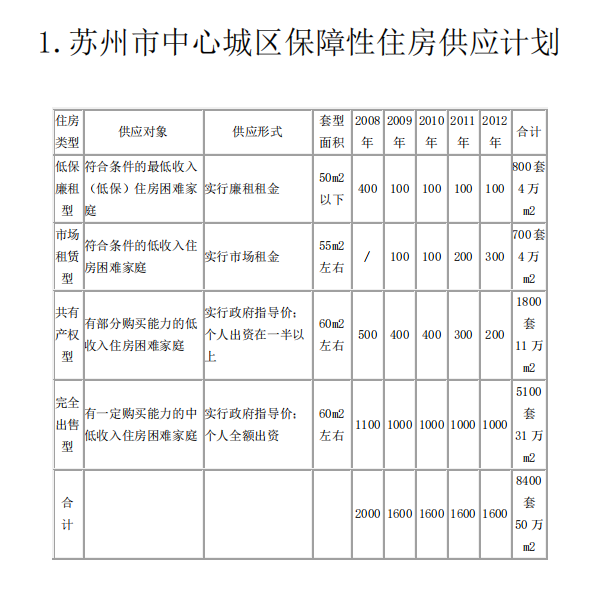 1.苏州市中心城区保障性住房供应计划
住房类型 供应对象 供应形式 套型面积 2008年 2009年 2010年 2011年 2012年 合计
低保廉租型 符合条件的最低收入（低保）住房困难家庭 实行廉租租金 50m2以下 400 100 100 100 100 800套4万m2
市场租赁型 符合条件的低收入住房困难家庭 实行市场租金 55m2左右 / 100 100 200 300 700套4万m2
共有产权型 有部分购买能力的低收入住房困难家庭 实行政府指导价；个人出资在一半以上 60m2左右 500 400 400 300 200 1800套11万m2
完全出售型 有一定购买能力的中低收入住房困难家庭 实行政府指导价；个人全额出资 60m2左右 1100 1000 1000 1000 1000 5100套31万m2
合计 2000 1600 1600 1600 1600 8400套50万m2